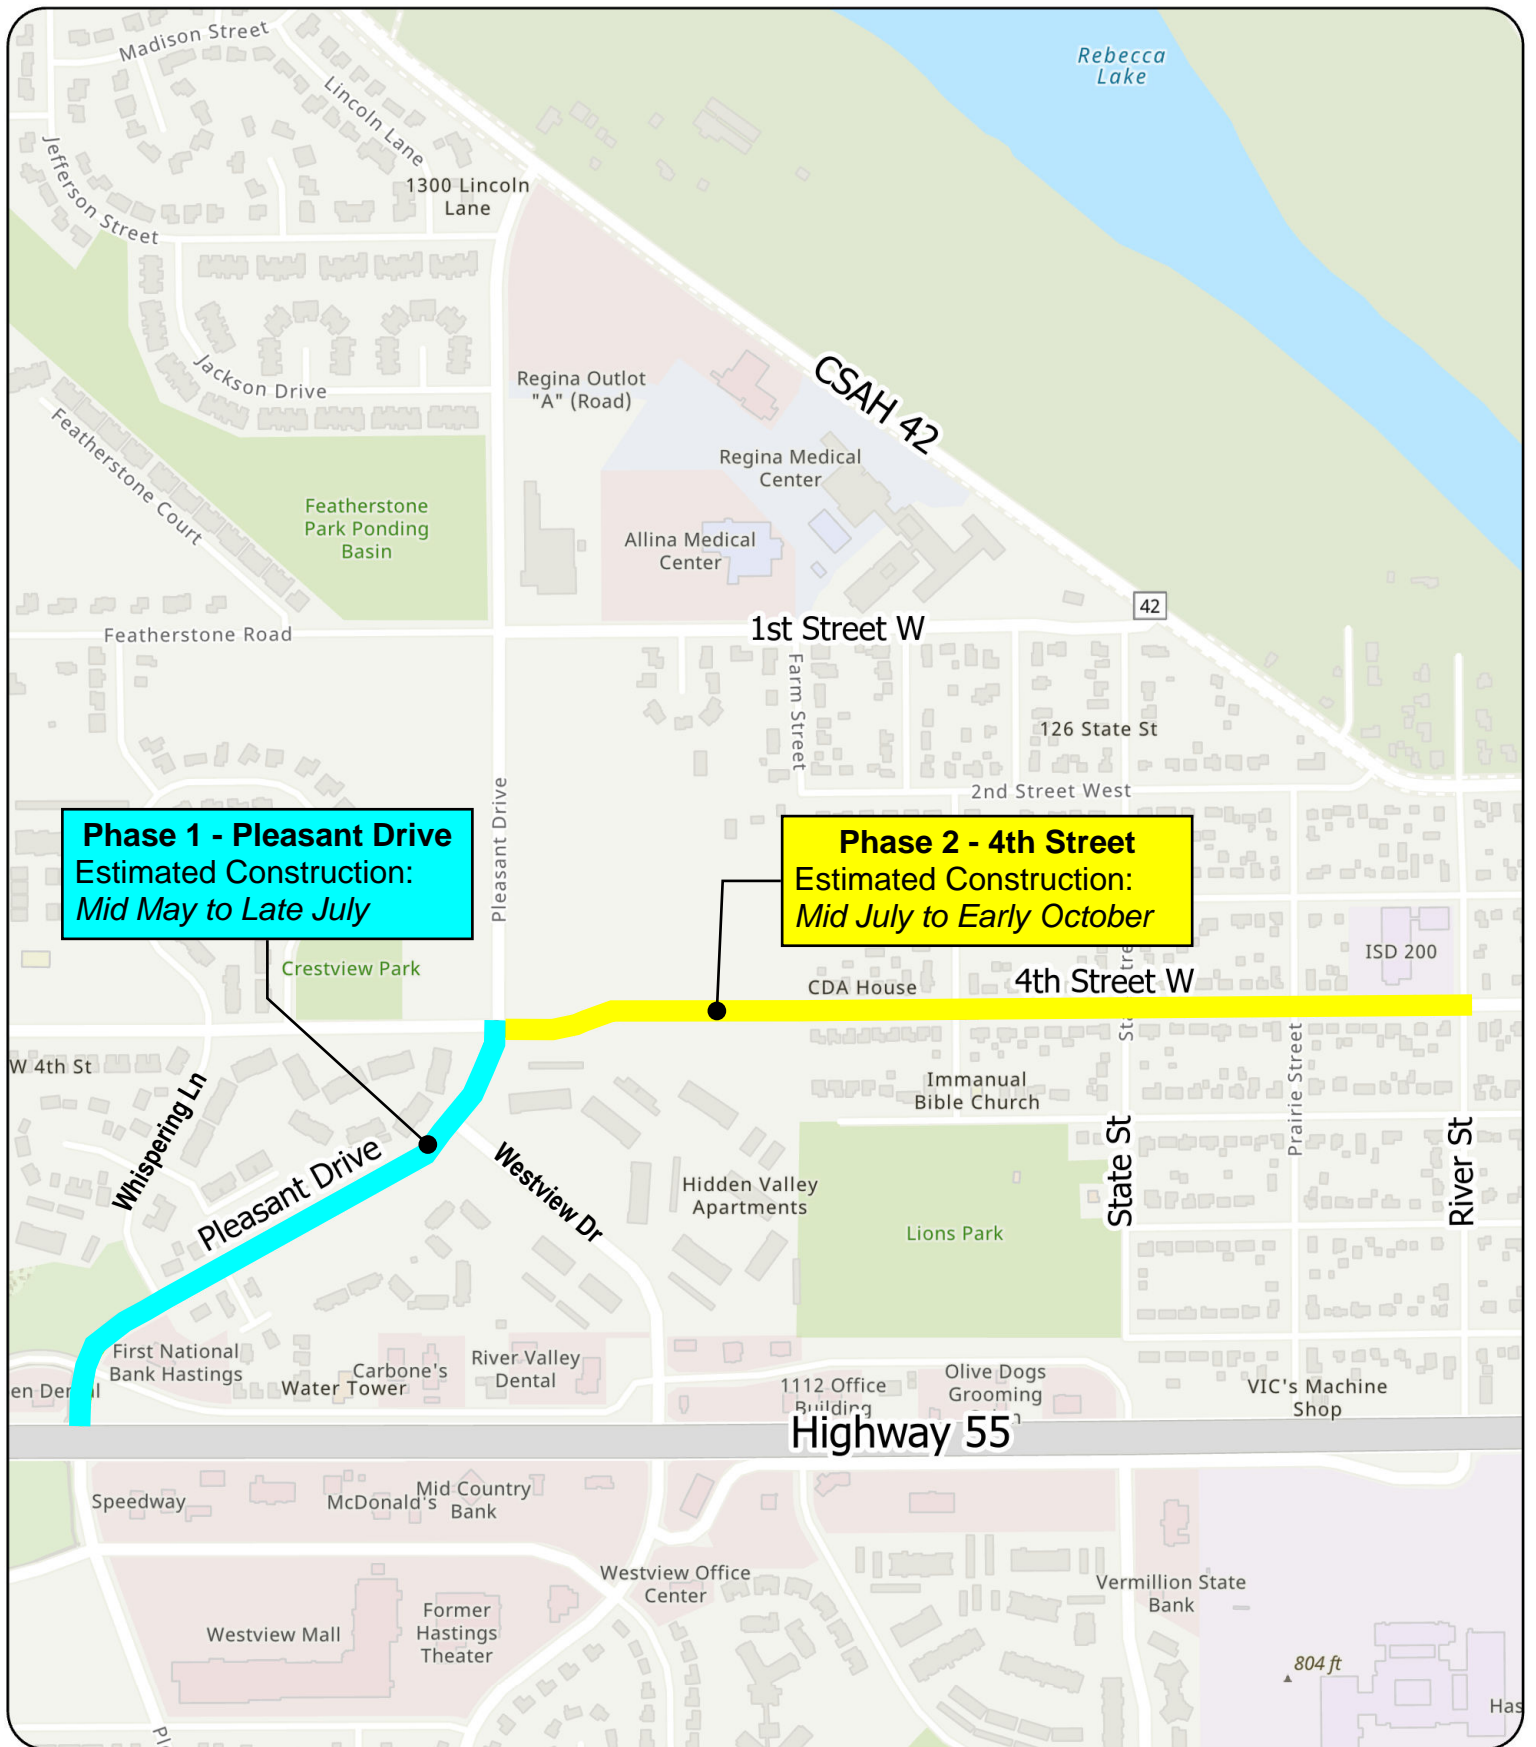 Madison Street
Rebecca
Lake
Lincoln Lane
Jefferson Street
1300 Lincoln
Lane
Jackson Drive
Regina Outlot
"A" (Road)
CSAH 42
Featherstone Court
Regina Medical
Center
Featherstone
Park Ponding
Basin
Allina Medical
Center
42
Featherstone Road
1st Street W
Farm Street
126 State St
2nd Street West
Pleasant Drive
Phase 1 - Pleasant Drive
Estimated Construction:
Mid May to Late July
Phase 2 - 4th Street
Estimated Construction:
Mid July to Early October
ISD 200
Crestview Park
CDA House
4th Street W
W 4th St
Whispering Ln
Immanual
Bible Church
Prairie Street
State St
River St
Pleasant Drive
Westview Dr
Hidden Valley
Apartments
Lions Park
First National
Bank Hastings
Carbone's
Water Tower
River Valley
Dental
1112 Office
Building
Olive Dogs
Grooming
VIC's Machine
Shop
Highway 55
Speedway
McDonald's
Mid Country
Bank
Westview Office
Center
Vermillion State
Bank
Westview Mall
Former
Hastings
Theater
804 ft
Has